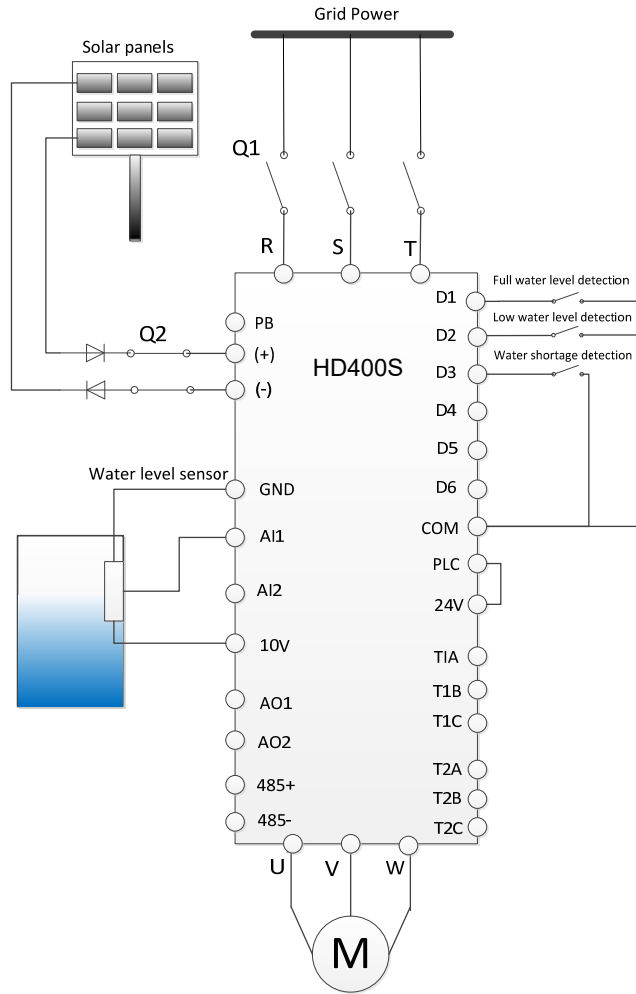 Grid Power
Solar panels
Q1
R
S
T
D1
Full water level detection
PB
Q2
(+)
(-)
HD400S
D2
Low water level detection
D3
Water shortage detection
D4
D5
D6
Water level sensor
GND
AI1
AI2
10V
AO1
AO2
485+
485-
COM
PLC
24V
TIA
T1B
T1C
T2A
T2B
T2C
U
V
W
M